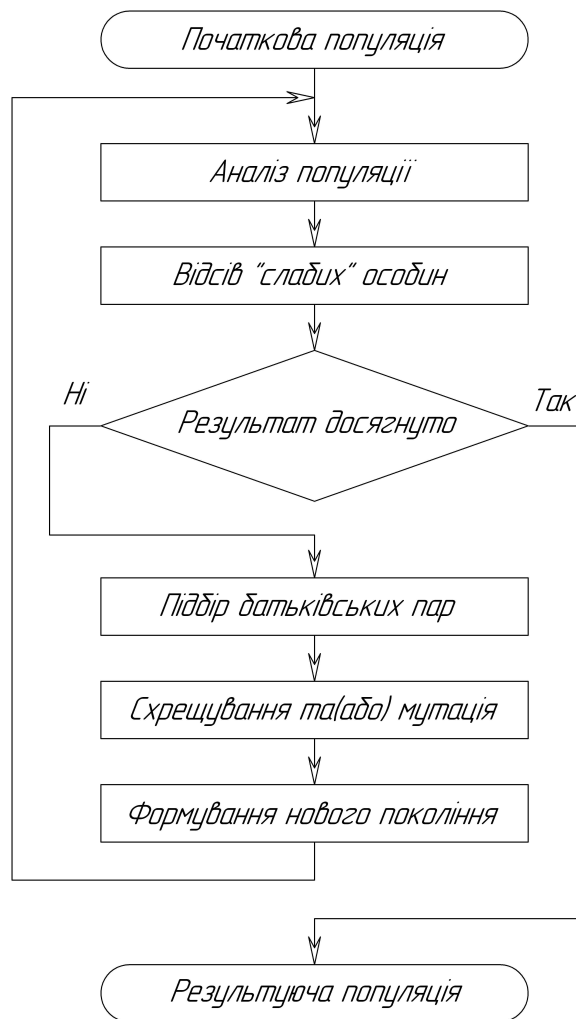 Початкова популяція
Аналіз популяції
Відсів "слабих" особин
Ні
Так
Результат досягнуто
Підбір батьківських пар
Схрещування та(або) мутація
Формування нового покоління
Результуюча популяція